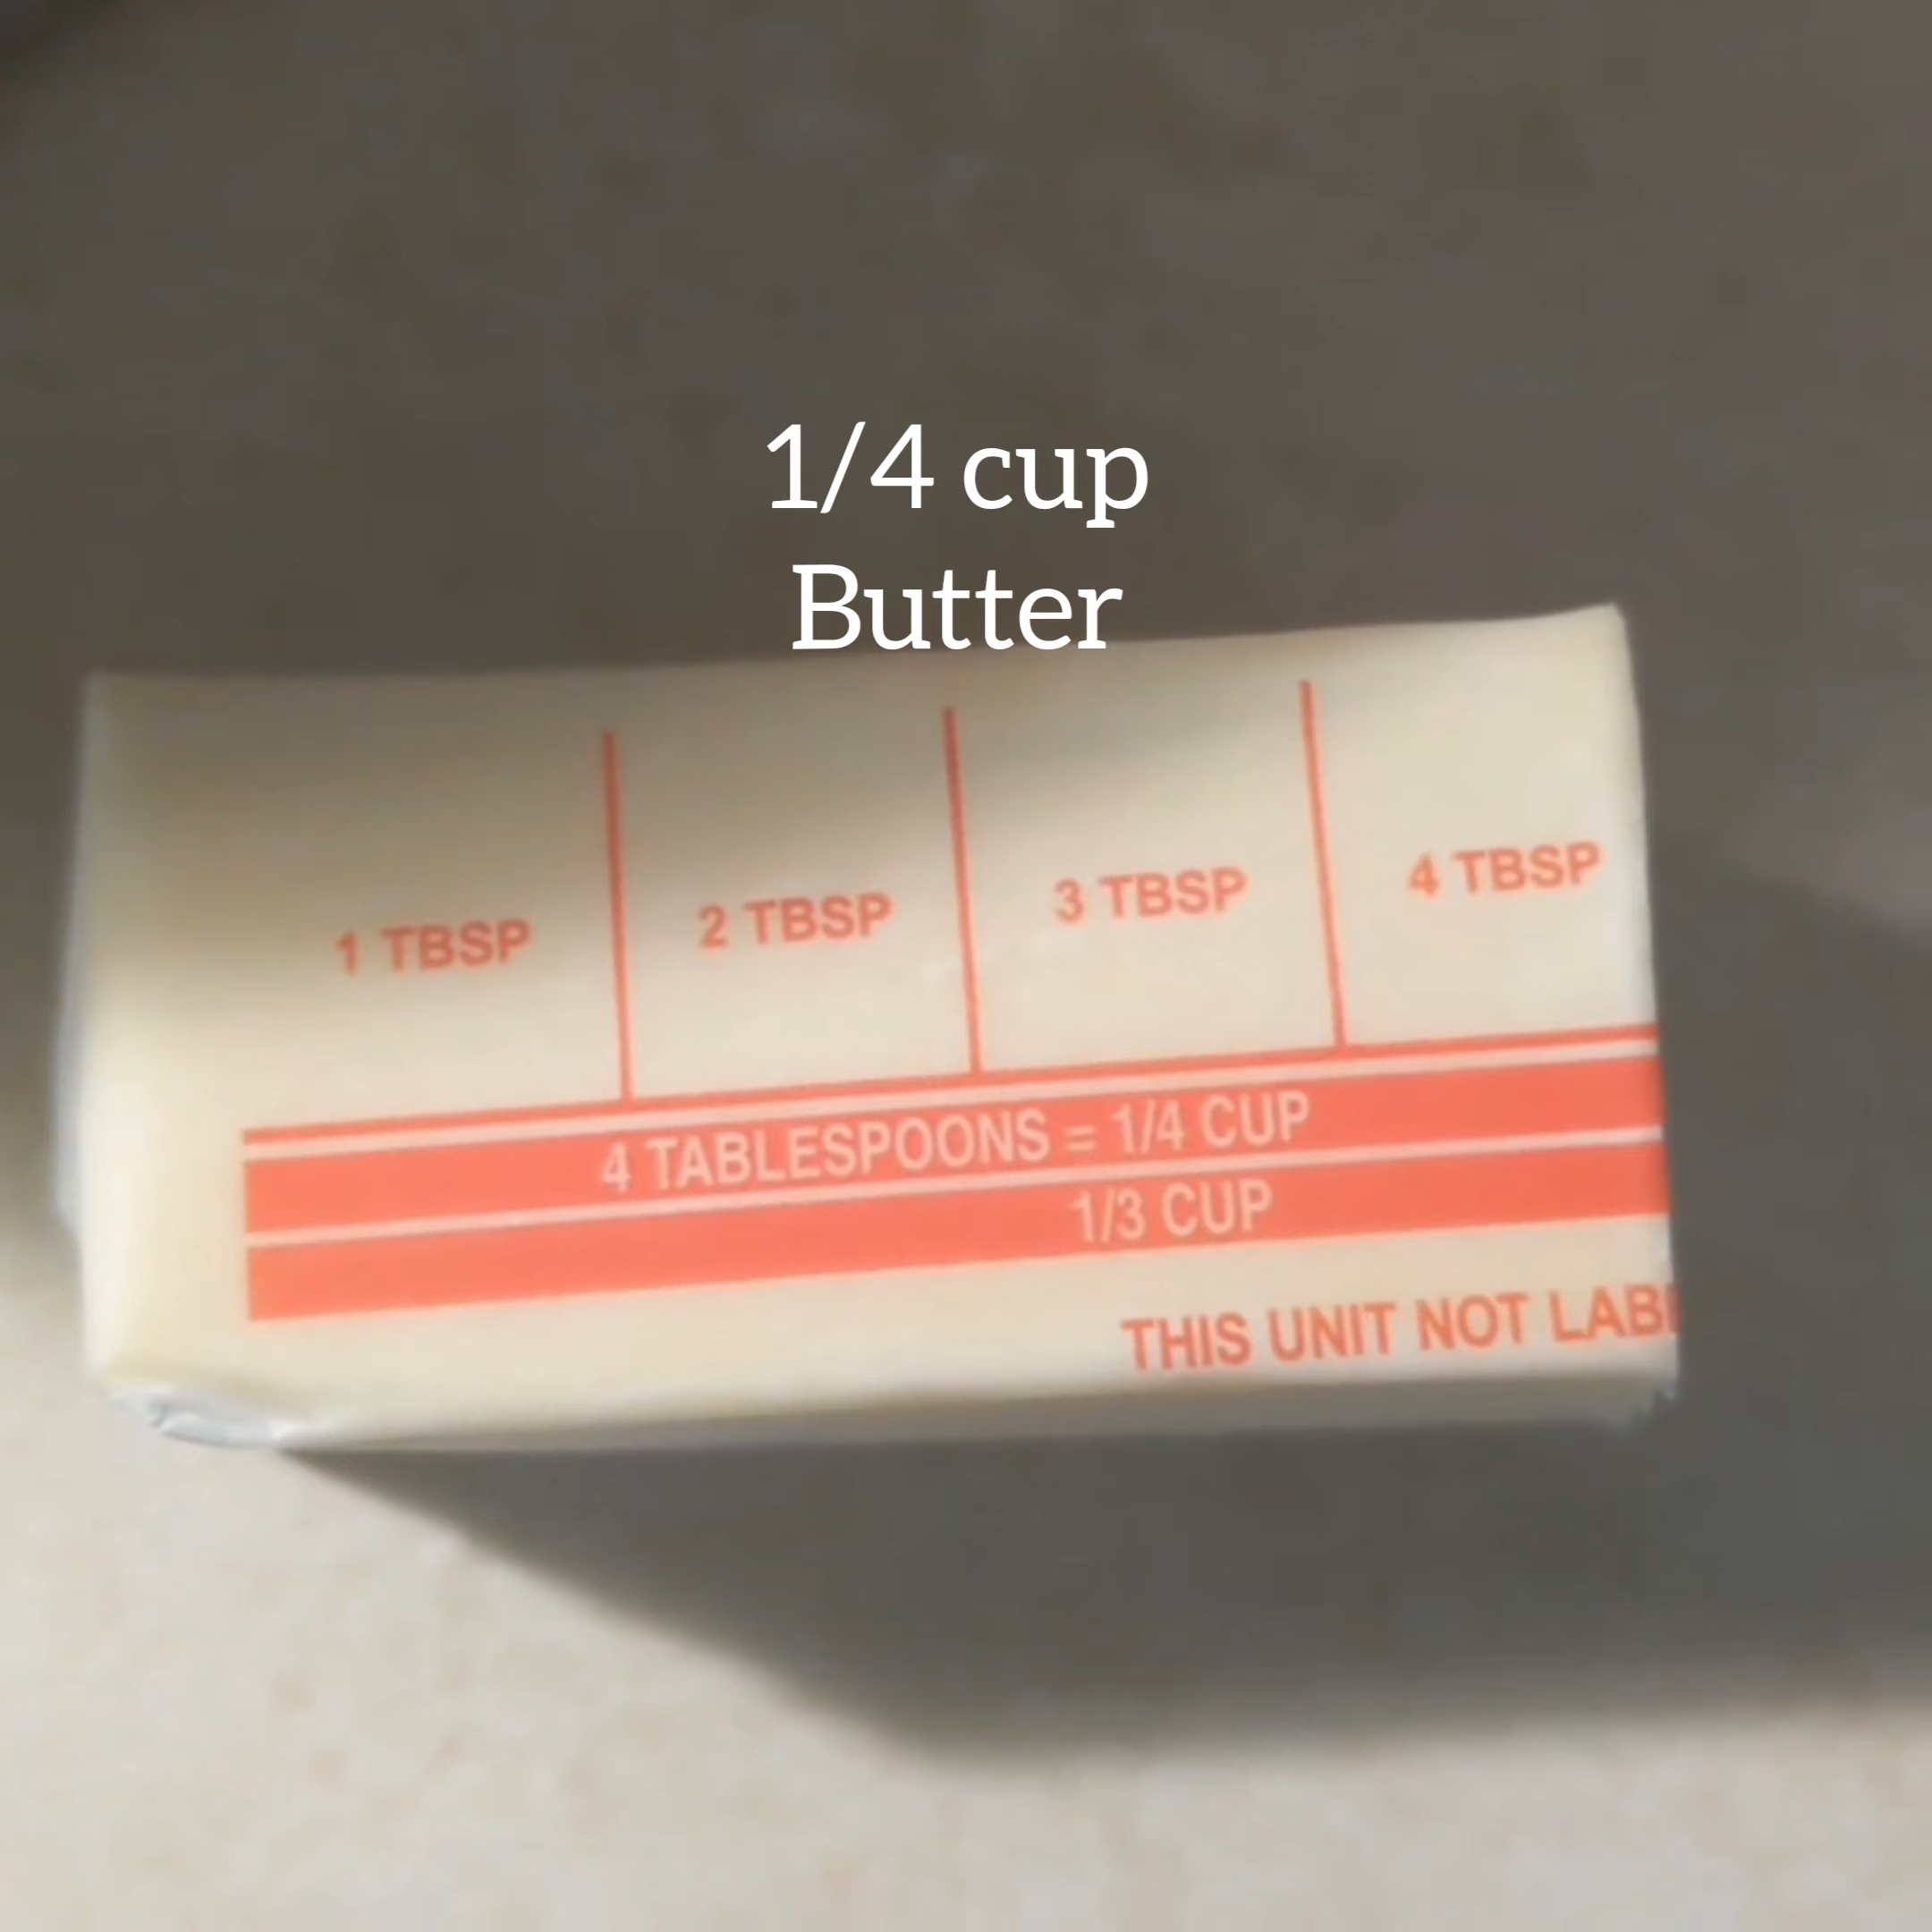 1/4 cup
Butter
1 TBSP 2 TBSP 3 TBSP 4 TBSP
4 TABLESPOONS = 1/4 CUP
1/3 CUP
THIS UNIT NOT